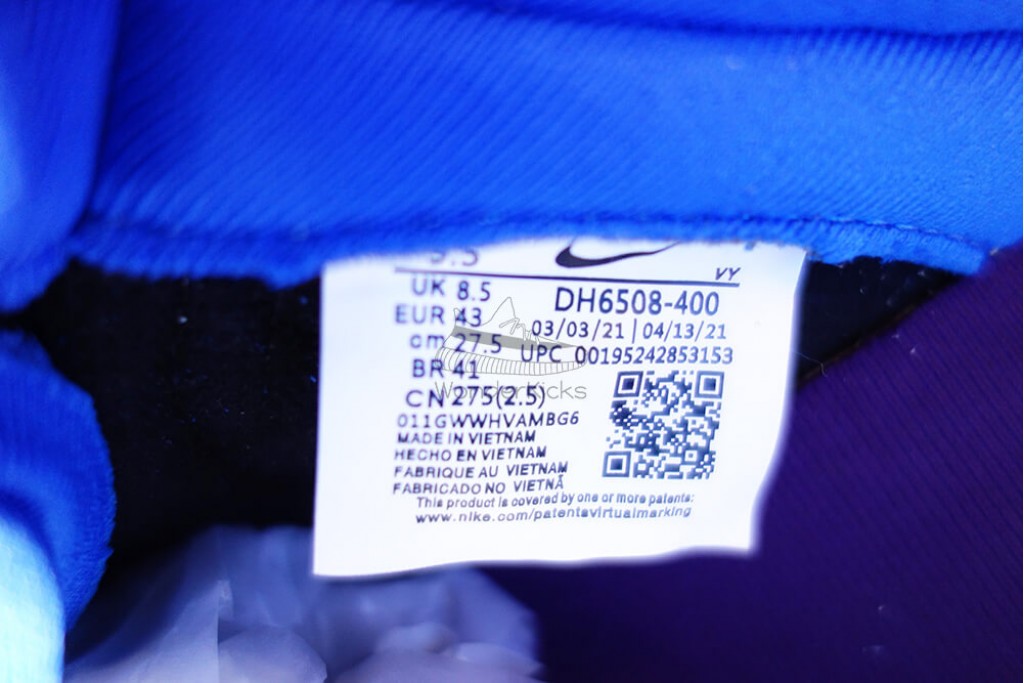 VY
UK 8.5
EUR 43
cm 27.5
BR 41
CN 275(2.5)
DH6508-400
03/03/21 | 04/13/21
UPC 00195242853153
WonderKicks
011GWWHVAMBG6
MADE IN VIETNAM
HECHO EN VIETNAM
FABRIQUE AU VIETNAM
FABRICADO NO VIETNÃ
This product is covered by one or more patents:
www.nike.com/patentsvirtualmarking